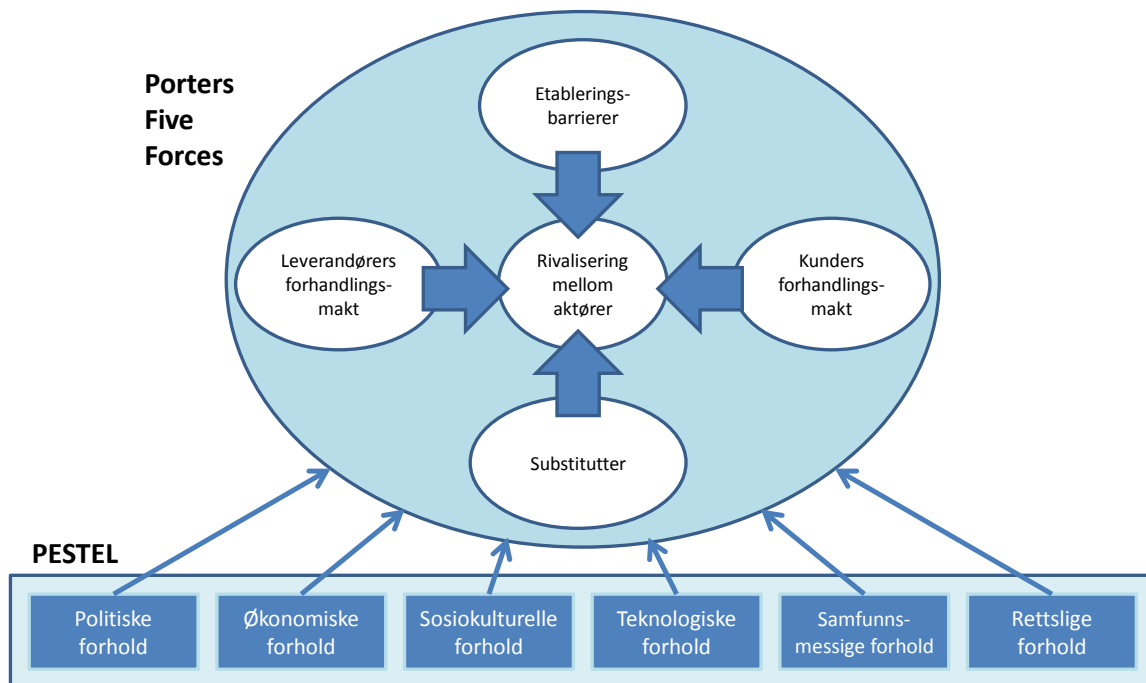 Porters
Five
Forces
Etablerings-
barrierer
Leverandørers
forhandlings-
makt
Rivalisering
mellom
aktører
Kunders
forhandlings-
makt
Substitutter
PESTEL
Politiske
forhold
Økonomiske
forhold
Sosiokulturelle
forhold
Teknologiske
forhold
Samfunns-
messige forhold
Rettslige
forhold